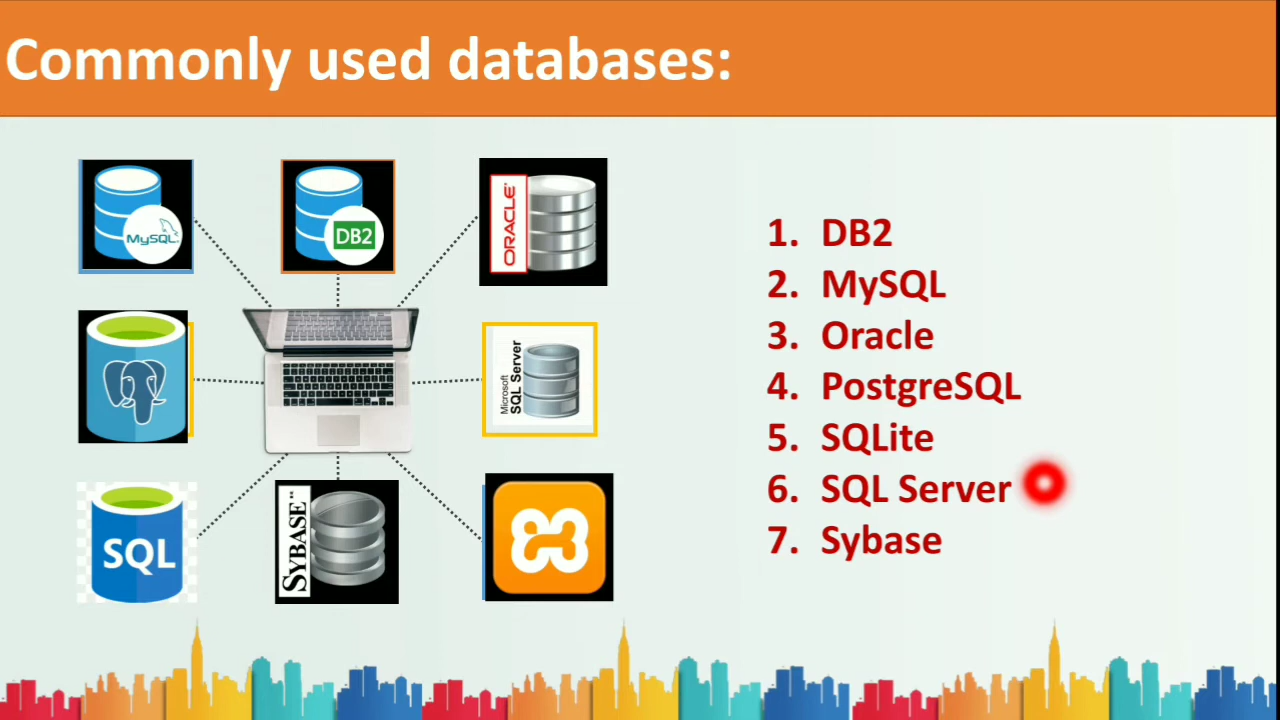 Commonly used databases:
MySQL
DB2
ORACLE
Microsoft
SQL Server
SQL
SYBASE
1. DB2
2. MySQL
3. Oracle
4. PostgreSQL
5. SQLite
6. SQL Server
7. Sybase